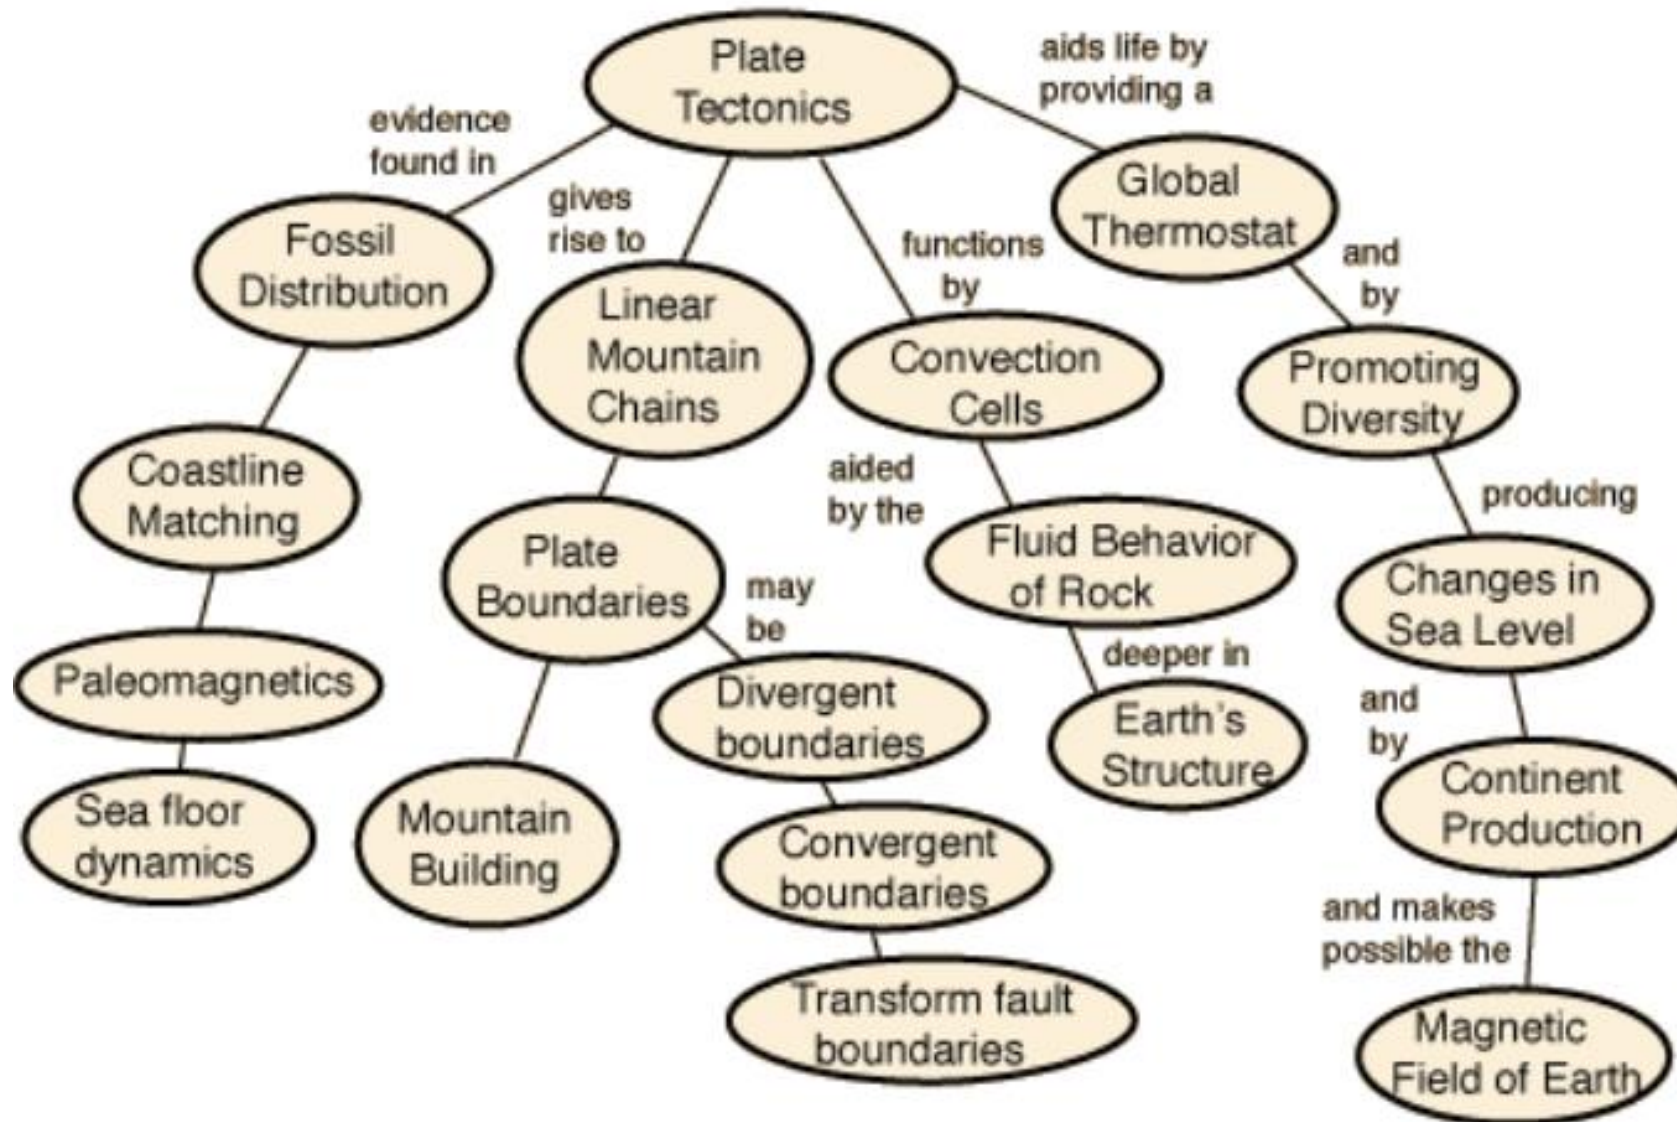 Plate
Tectonics
aids life by
providing a
evidence
found in
gives
rise to
functions
by
Global
Thermostat
and
by
Fossil
Distribution
Linear
Mountain
Chains
Convection
Cells
Promoting
Diversity
Coastline
Matching
aided
by the
producing
Plate
Boundaries
may
be
Fluid Behavior
of Rock
Changes in
Sea Level
Paleomagnetics
Divergent
boundaries
deeper in
Earth's
Structure
and
by
Continent
Production
Sea floor
dynamics
Mountain
Building
Convergent
boundaries
and makes
possible the
Transform fault
boundaries
Magnetic
Field of Earth